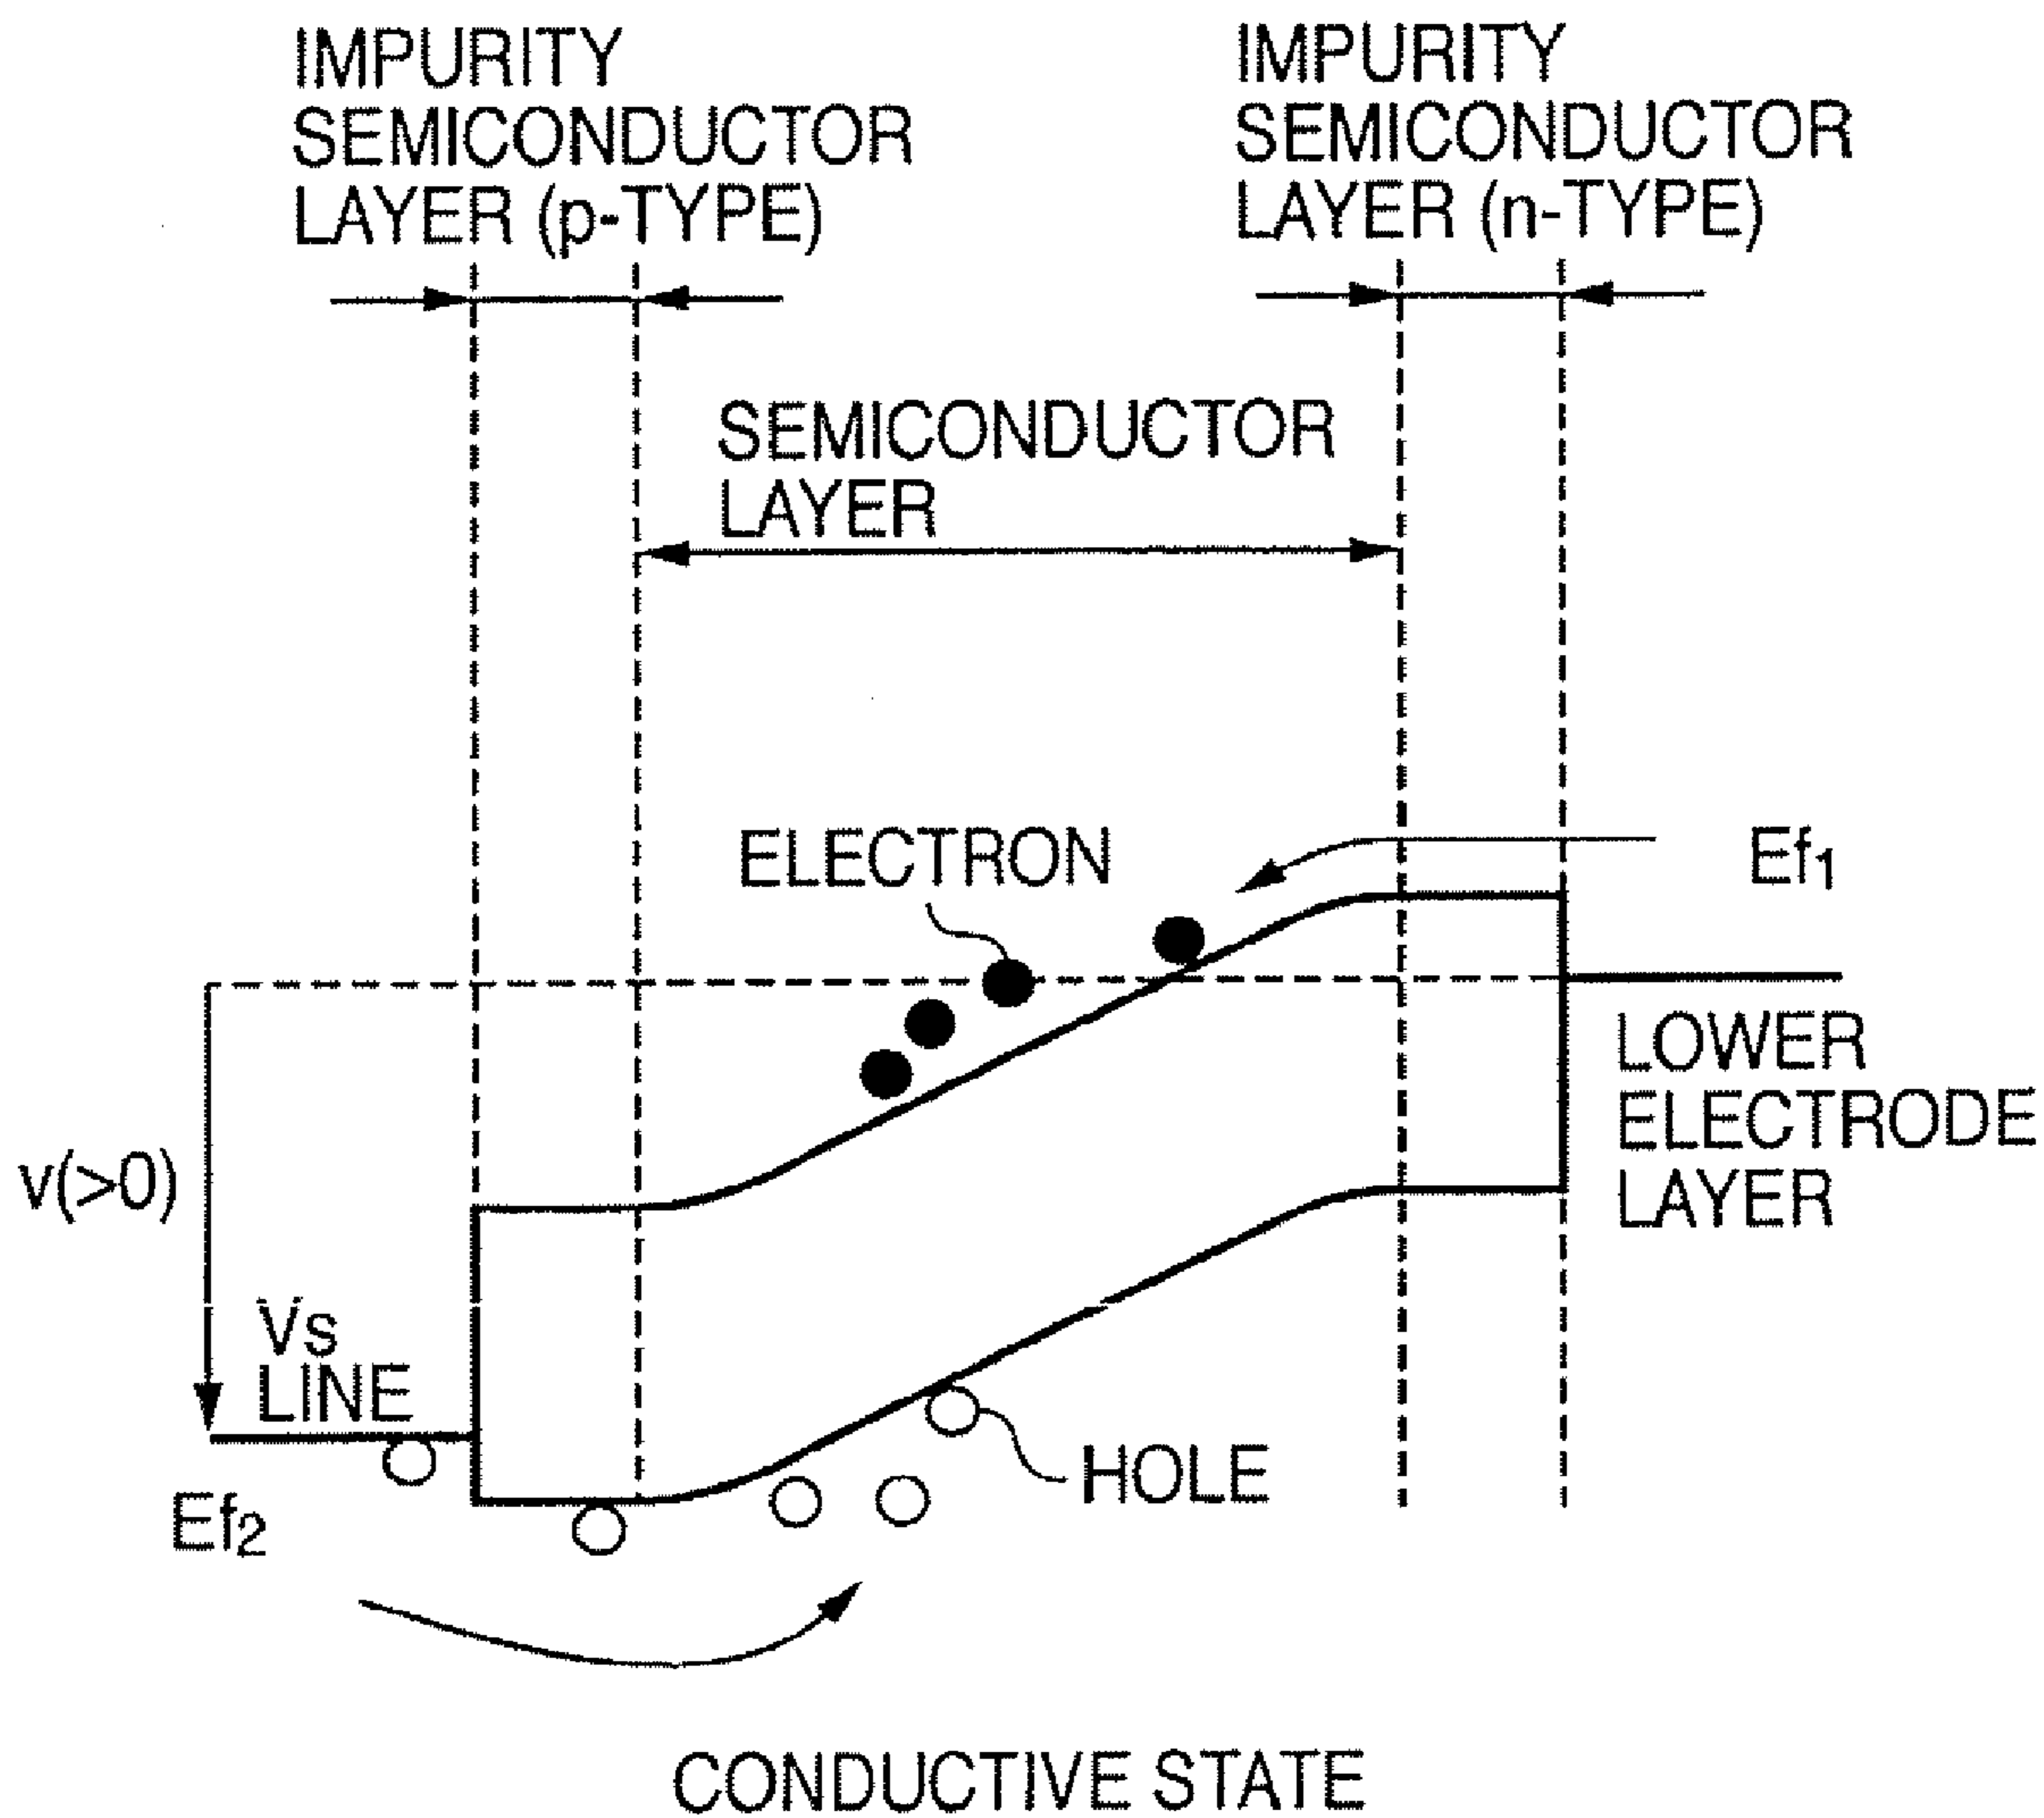 IMPURITY
SEMICONDUCTOR
LAYER (p-TYPE)
IMPURITY
SEMICONDUCTOR
LAYER (n-TYPE)
SEMICONDUCTOR
LAYER
ELECTRON
Ef1
LOWER
ELECTRODE
LAYER
v(>0)
Vs
LINE
HOLE
Ef2
CONDUCTIVE STATE